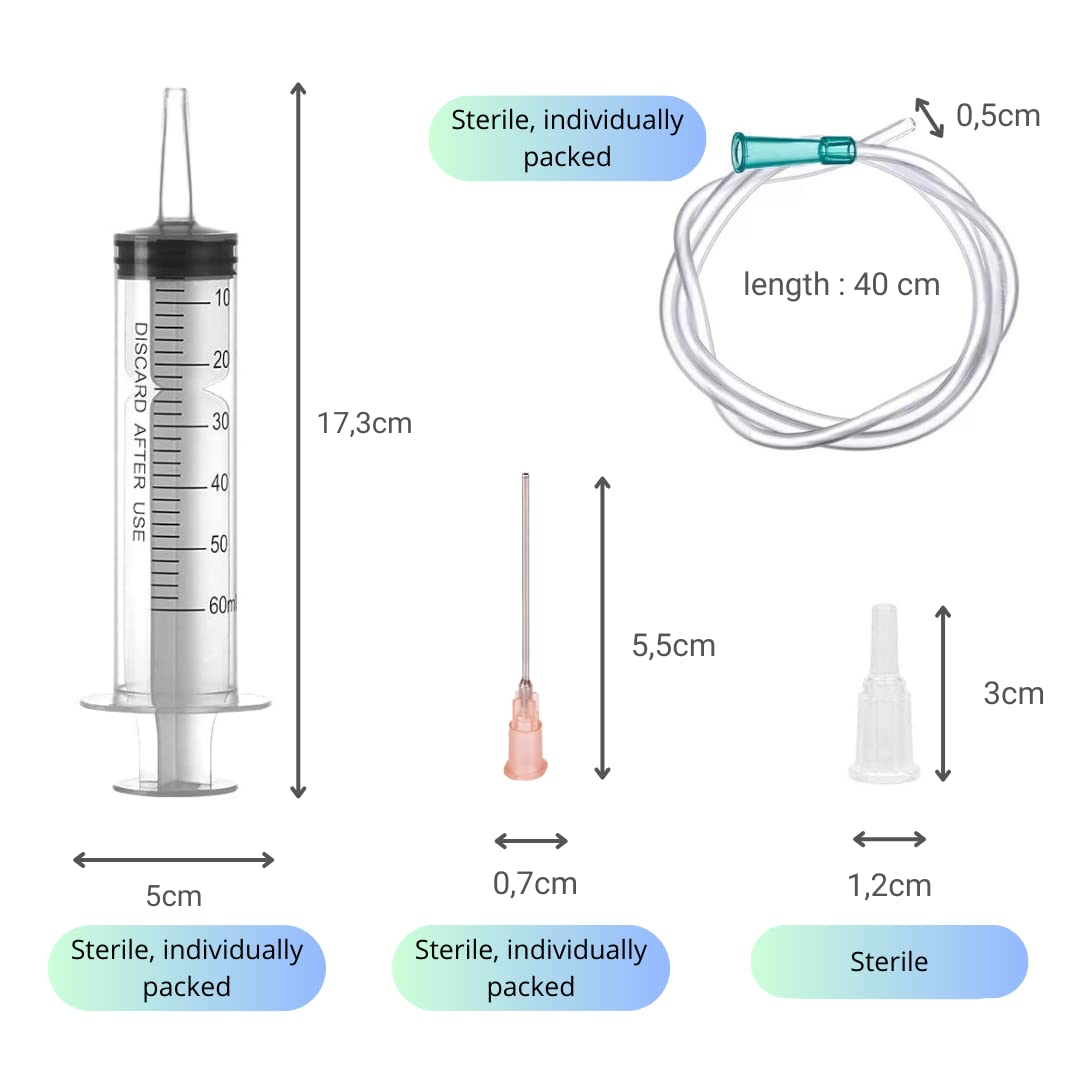 Sterile, individually
packed
0,5cm
length : 40 cm
10
20
30
40
50
60ml
DISCARD AFTER USE
17,3cm
5,5cm
3cm
5cm
0,7cm
1,2cm
Sterile, individually
packed
Sterile, individually
packed
Sterile